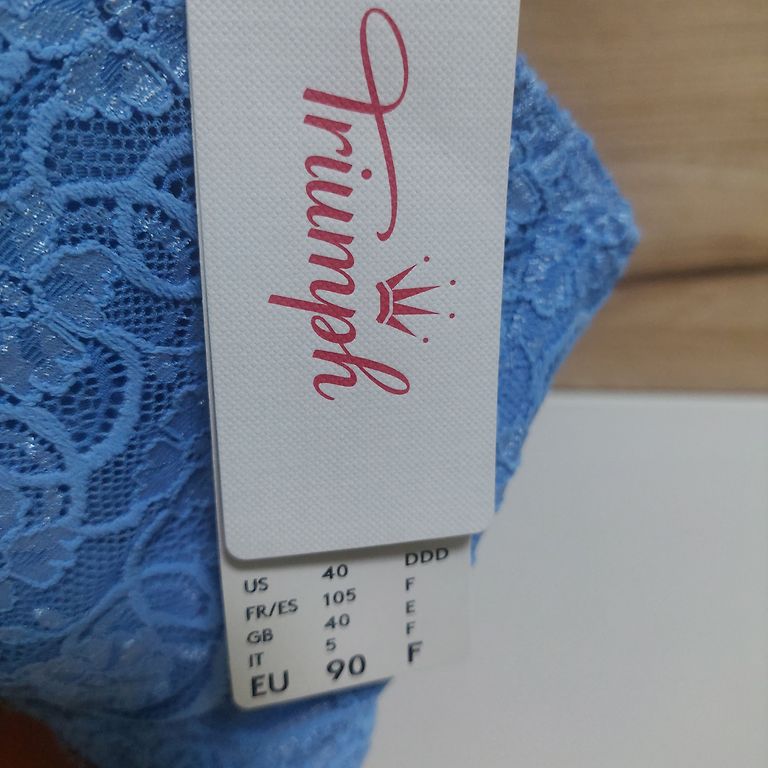 Triumph
US 40 DDD
FR/ES 105 F
GB 40 E
IT 5 F
EU 90 F